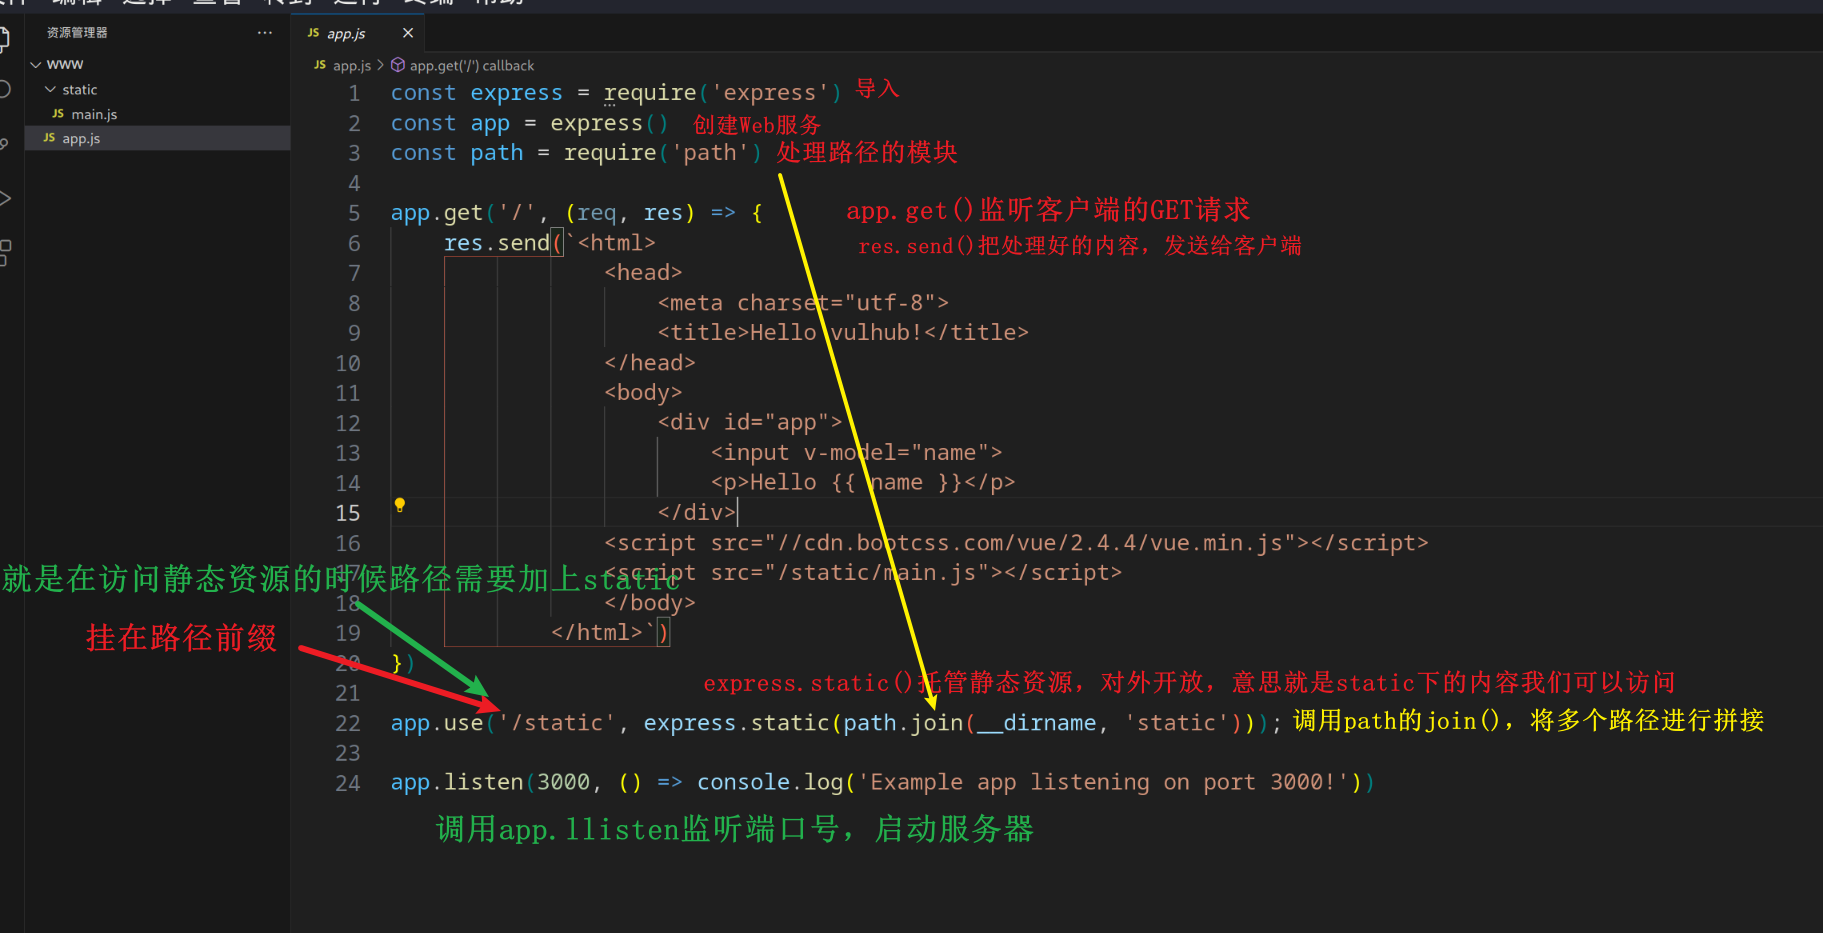 编辑 选择 查看 转到 运行 终端 帮助
资源管理器 ···
JS app.js ×
WWW
static
JS main.js
JS app.js
JS app.js > app.get('/') callback
1 const express = require('express') 导入
2 const app = express() 创建Web服务
3 const path = require('path') 处理路径的模块
4
5 app.get('/', (req, res) => { app.get()监听客户端的GET请求
6 res.send(`<html> res.send()把处理好的内容，发送给客户端
7 <head>
8 <meta charset="utf-8">
9 <title>Hello vulhub!</title>
10 </head>
11 <body>
12 <div id="app">
13 <input v-model="name">
14 <p>Hello {{ name }}</p>
15 </div>
16 <script src="//cdn.bootcss.com/vue/2.4.4/vue.min.js"></script>
17 <script src="/static/main.js"></script>
就是在访问静态资源的时候路径需要加上static
18 </body>
19 </html>`)
挂在路径前缀
20 })
express.static()托管静态资源，对外开放，意思就是static下的内容我们可以访问
21
22 app.use('/static', express.static(path.join(__dirname, 'static'))); 调用path的join()，将多个路径进行拼接
23
24 app.listen(3000, () => console.log('Example app listening on port 3000!'))
调用app.llisten监听端口号，启动服务器